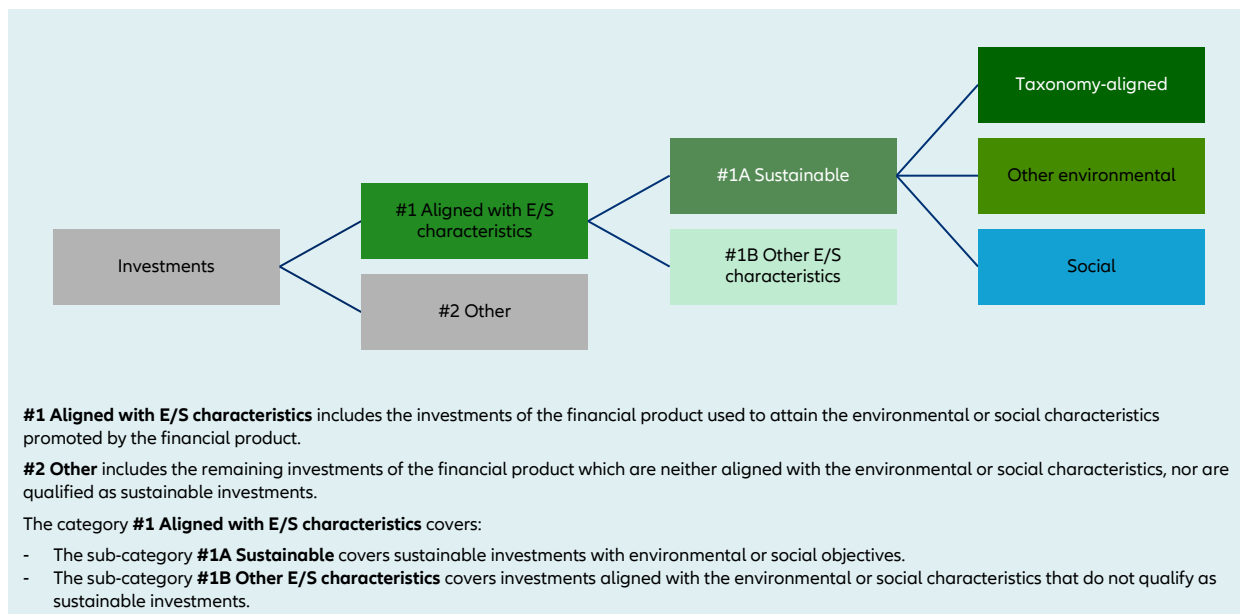 Taxonomy-aligned
#1A Sustainable
Other environmental
#1 Aligned with E/S
characteristics
Investments
#1B Other E/S
characteristics
Social
#2 Other
#1 Aligned with E/S characteristics includes the investments of the financial product used to attain the environmental or social characteristics
promoted by the financial product.
#2 Other includes the remaining investments of the financial product which are neither aligned with the environmental or social characteristics, nor are
qualified as sustainable investments.
The category #1 Aligned with E/S characteristics covers:
- The sub-category #1A Sustainable covers sustainable investments with environmental or social objectives.
- The sub-category #1B Other E/S characteristics covers investments aligned with the environmental or social characteristics that do not qualify as
sustainable investments.